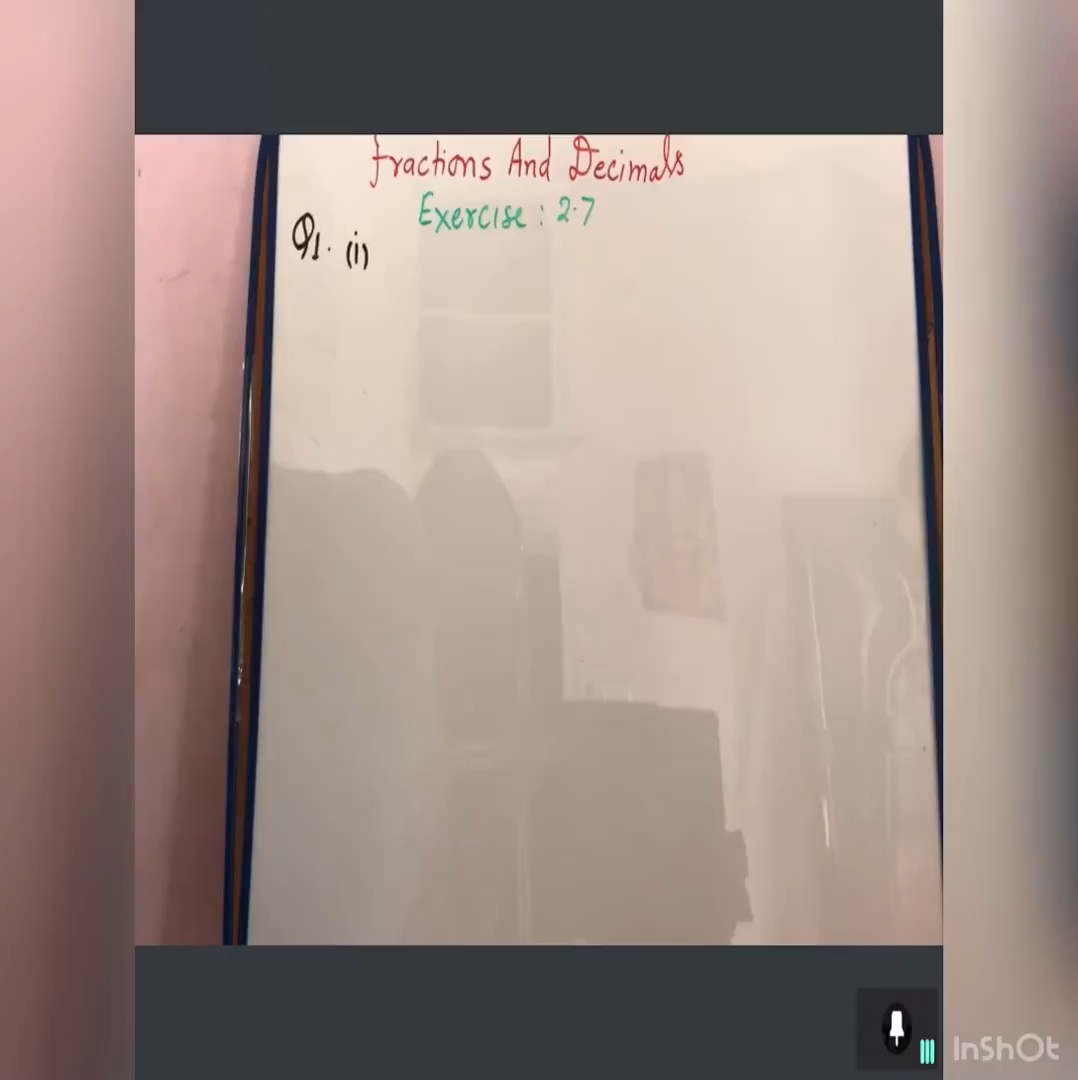 Fractions And Decimals
Exercise : 2.7
Q1. (i)
InShOt